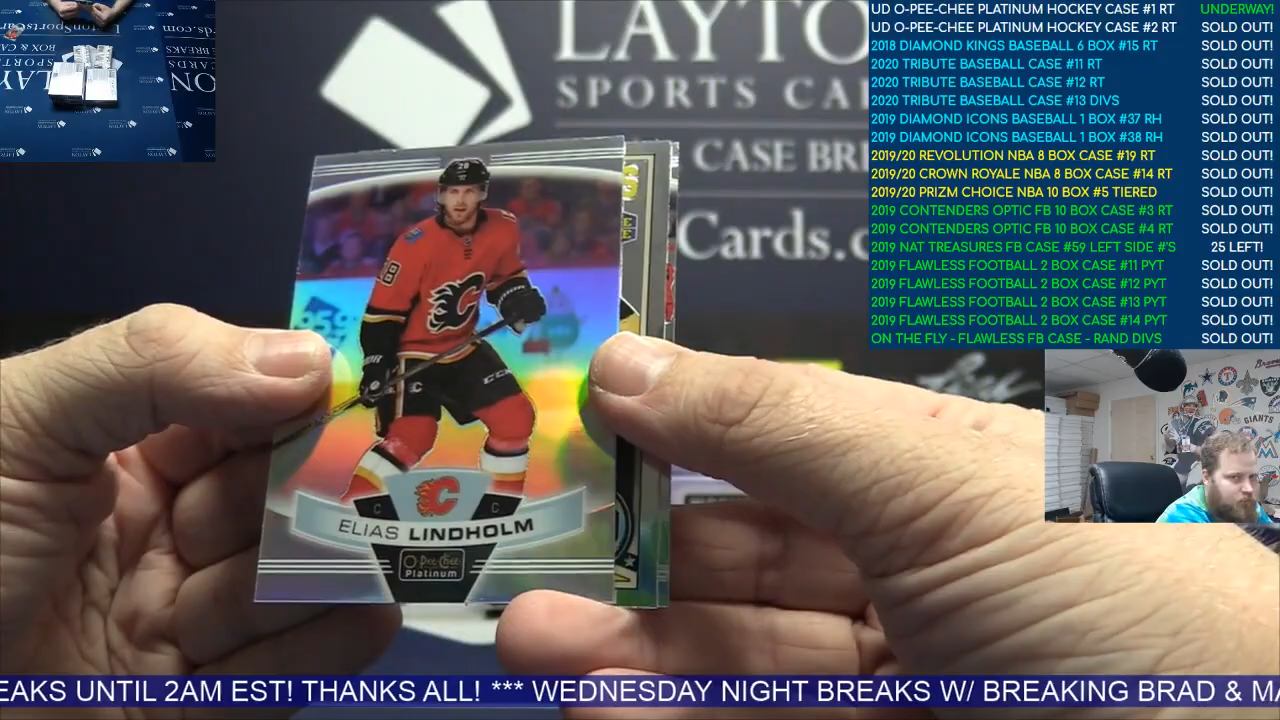 UD O-PEE-CHEE PLATINUM HOCKEY CASE #1 RT UNDERWAY!
UD O-PEE-CHEE PLATINUM HOCKEY CASE #2 RT SOLD OUT!
2018 DIAMOND KINGS BASEBALL 6 BOX #15 RT SOLD OUT!
2020 TRIBUTE BASEBALL CASE #11 RT SOLD OUT!
2020 TRIBUTE BASEBALL CASE #12 RT SOLD OUT!
2020 TRIBUTE BASEBALL CASE #13 DIVS SOLD OUT!
2019 DIAMOND ICONS BASEBALL 1 BOX #37 RH SOLD OUT!
2019 DIAMOND ICONS BASEBALL 1 BOX #38 RH SOLD OUT!
2019/20 REVOLUTION NBA 8 BOX CASE #19 RT SOLD OUT!
2019/20 CROWN ROYALE NBA 8 BOX CASE #14 RT SOLD OUT!
2019/20 PRIZM CHOICE NBA 10 BOX #5 TIERED SOLD OUT!
2019 CONTENDERS OPTIC FB 10 BOX CASE #3 RT SOLD OUT!
2019 CONTENDERS OPTIC FB 10 BOX CASE #4 RT SOLD OUT!
2019 NAT TREASURES FB CASE #59 LEFT SIDE #'S 25 LEFT!
2019 FLAWLESS FOOTBALL 2 BOX CASE #11 PYT SOLD OUT!
2019 FLAWLESS FOOTBALL 2 BOX CASE #12 PYT SOLD OUT!
2019 FLAWLESS FOOTBALL 2 BOX CASE #13 PYT SOLD OUT!
2019 FLAWLESS FOOTBALL 2 BOX CASE #14 PYT SOLD OUT!
ON THE FLY - FLAWLESS FB CASE - RAND DIVS SOLD OUT!
LAYTO
SPORTS CA
CASE BRE
Cards.c
28
C
CCM
C C
ELIAS LINDHOLM
O-Pee-Chee
Platinum
GIANTS
EAKS UNTIL 2AM EST! THANKS ALL! *** WEDNESDAY NIGHT BREAKS W/ BREAKING BRAD & MA